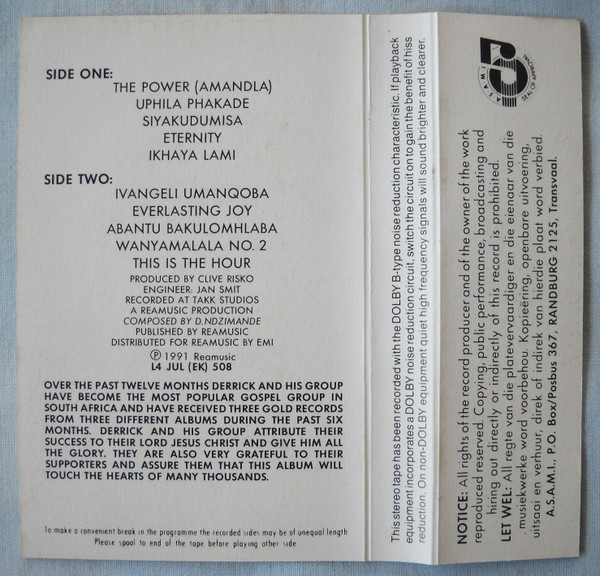 SIDE ONE:
THE POWER (AMANDLA)
UPHILA PHAKADE
SIYAKUDUMISA
ETERNITY
IKHAYA LAMI
SIDE TWO:
IVANGELI UMANQOBA
EVERLASTING JOY
ABANTU BAKULOMHLABA
WANYAMALALA NO. 2
THIS IS THE HOUR
PRODUCED BY CLIVE RISKO
ENGINEER: JAN SMIT
RECORDED AT TAKK STUDIOS
A REAMUSIC PRODUCTION
COMPOSED BY D.NDZIMANDE
PUBLISHED BY REAMUSIC
DISTRIBUTED FOR REAMUSIC BY EMI
Ⓟ 1991 Reamusic
L4 JUL (EK) 508
OVER THE PAST TWELVE MONTHS DERRICK AND HIS GROUP
HAVE BECOME THE MOST POPULAR GOSPEL GROUP IN
SOUTH AFRICA AND HAVE RECEIVED THREE GOLD RECORDS
FROM THREE DIFFERENT ALBUMS DURING THE PAST SIX
MONTHS. DERRICK AND HIS GROUP ATTRIBUTE THEIR
SUCCESS TO THEIR LORD JESUS CHRIST AND GIVE HIM ALL
THE GLORY. THEY ARE ALSO VERY GRATEFUL TO THEIR
SUPPORTERS AND ASSURE THEM THAT THIS ALBUM WILL
TOUCH THE HEARTS OF MANY THOUSANDS.
To make a convenient break in the programme the recorded sides may be of unequal length
Please spool to end of the tape before playing other side
This stereo tape has been recorded with the DOLBY B-type noise reduction characteristic. If playback
equipment incorporates a DOLBY noise reduction circuit, switch the circuit on to gain the benefit of hiss
reduction. On non-DOLBY equipment quiet high frequency signals will sound brighter and clearer.
ASAMI
SEAL OF APPROVAL
NOTICE: All rights of the record producer and of the owner of the work
reproduced reserved. Copying, public performance, broadcasting and
hiring out directly or indirectly of this record is prohibited.
LET WEL: All regte van die platevervaardiger en die eienaar van die
musiekwerke word voorbehou. Kopieëring, openbare uitvoering,
uitsaai en verhuur, direk of indirek van hierdie plaat word verbied.
A.S.A.M.I., P.O. Box/Posbus 367, RANDBURG 2125, Transvaal.